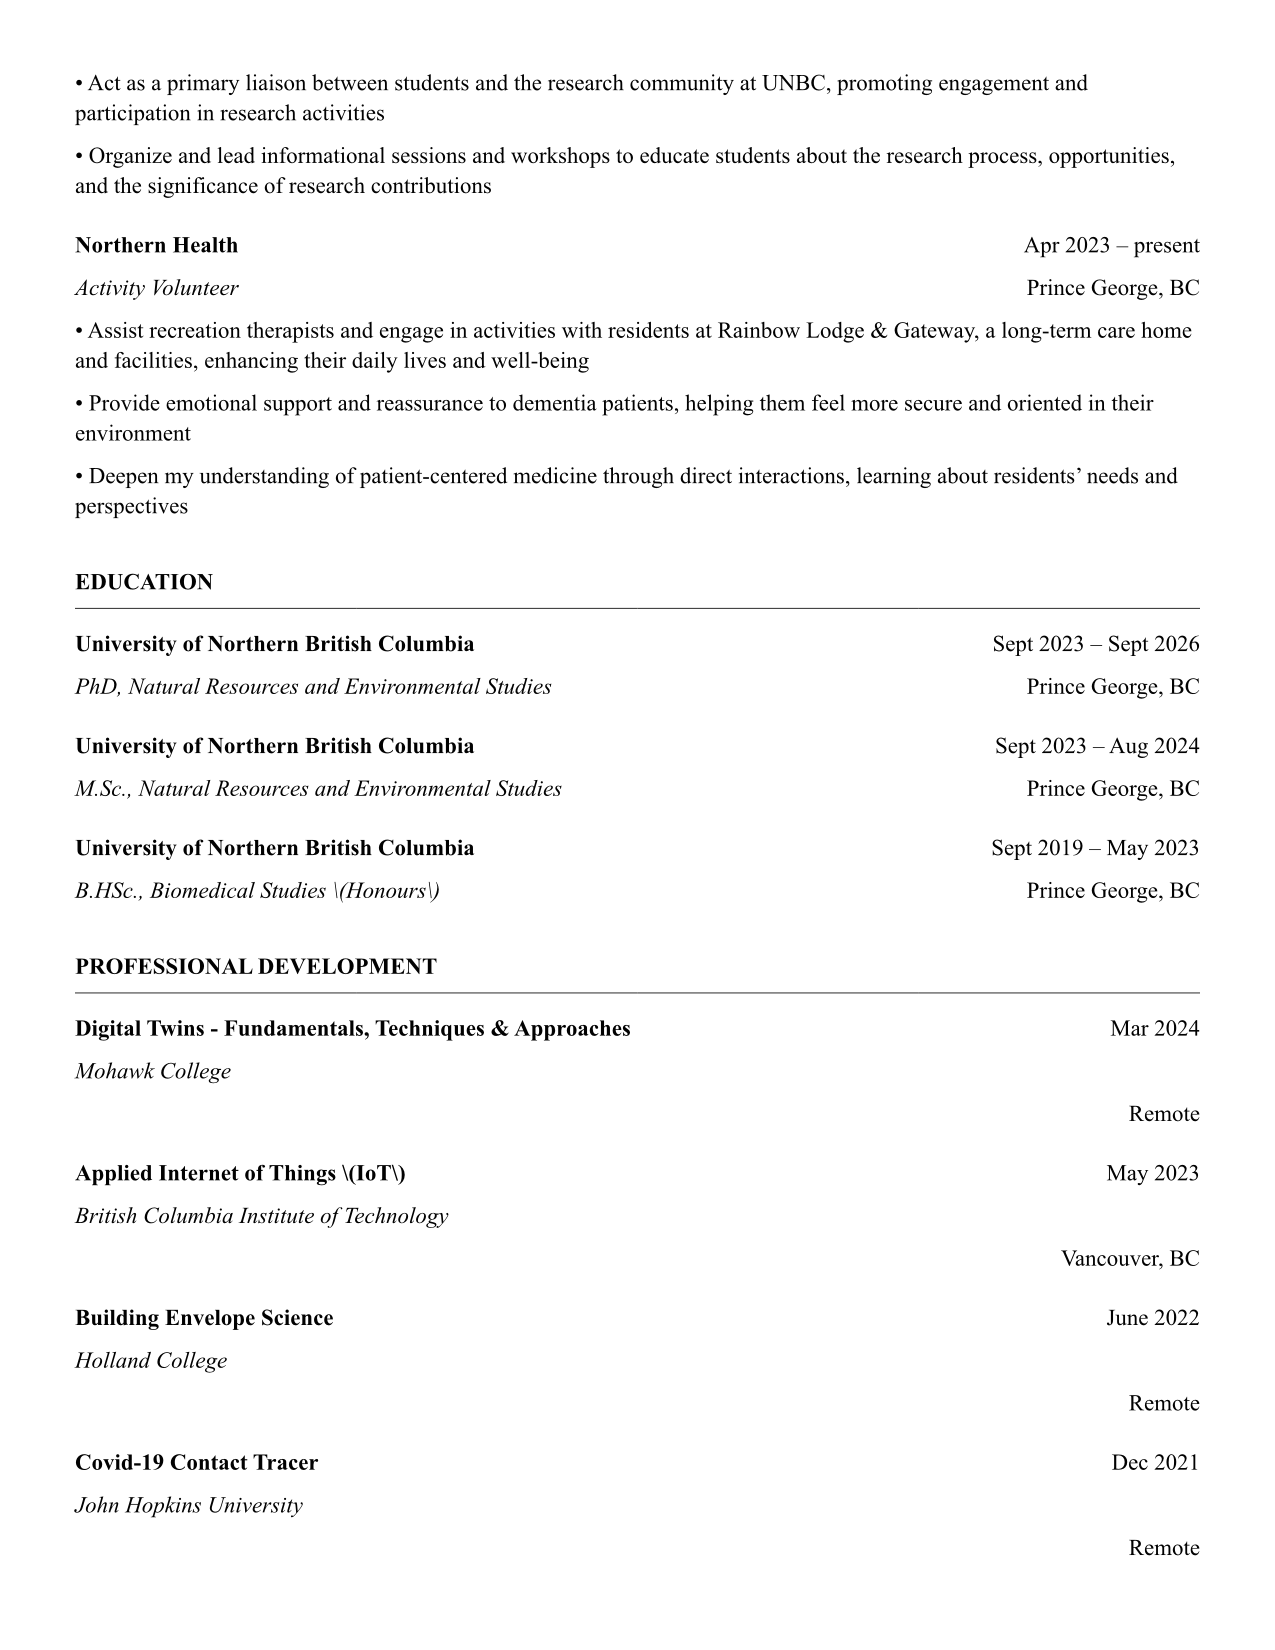 • Act as a primary liaison between students and the research community at UNBC, promoting engagement and
participation in research activities
• Organize and lead informational sessions and workshops to educate students about the research process, opportunities,
and the significance of research contributions
Northern Health Apr 2023 – present
Activity Volunteer Prince George, BC
• Assist recreation therapists and engage in activities with residents at Rainbow Lodge & Gateway, a long-term care home
and facilities, enhancing their daily lives and well-being
• Provide emotional support and reassurance to dementia patients, helping them feel more secure and oriented in their
environment
• Deepen my understanding of patient-centered medicine through direct interactions, learning about residents’ needs and
perspectives
EDUCATION
University of Northern British Columbia Sept 2023 – Sept 2026
PhD, Natural Resources and Environmental Studies Prince George, BC
University of Northern British Columbia Sept 2023 – Aug 2024
M.Sc., Natural Resources and Environmental Studies Prince George, BC
University of Northern British Columbia Sept 2019 – May 2023
B.HSc., Biomedical Studies \(Honours\) Prince George, BC
PROFESSIONAL DEVELOPMENT
Digital Twins - Fundamentals, Techniques & Approaches Mar 2024
Mohawk College
Remote
Applied Internet of Things \(IoT\) May 2023
British Columbia Institute of Technology
Vancouver, BC
Building Envelope Science June 2022
Holland College
Remote
Covid-19 Contact Tracer Dec 2021
John Hopkins University
Remote